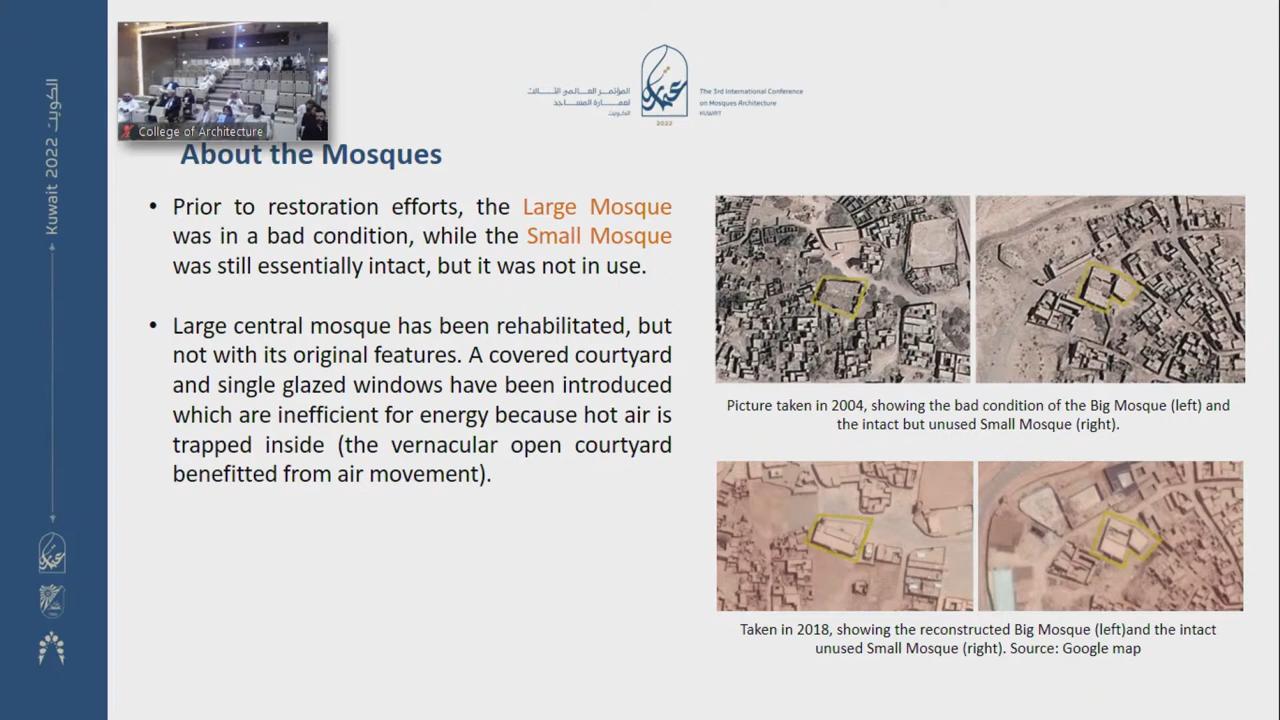 الكويت Kuwait 2022
College of Architecture
المؤتمر العالمي الثالث
لعمارة المساجد
الكويت
The 3rd International Conference
on Mosques Architecture
KUWAIT
2022
About the Mosques
• Prior to restoration efforts, the Large Mosque
was in a bad condition, while the Small Mosque
was still essentially intact, but it was not in use.
• Large central mosque has been rehabilitated, but
not with its original features. A covered courtyard
and single glazed windows have been introduced
which are inefficient for energy because hot air is
trapped inside (the vernacular open courtyard
benefitted from air movement).
Picture taken in 2004, showing the bad condition of the Big Mosque (left) and
the intact but unused Small Mosque (right).
Taken in 2018, showing the reconstructed Big Mosque (left)and the intact
unused Small Mosque (right). Source: Google map